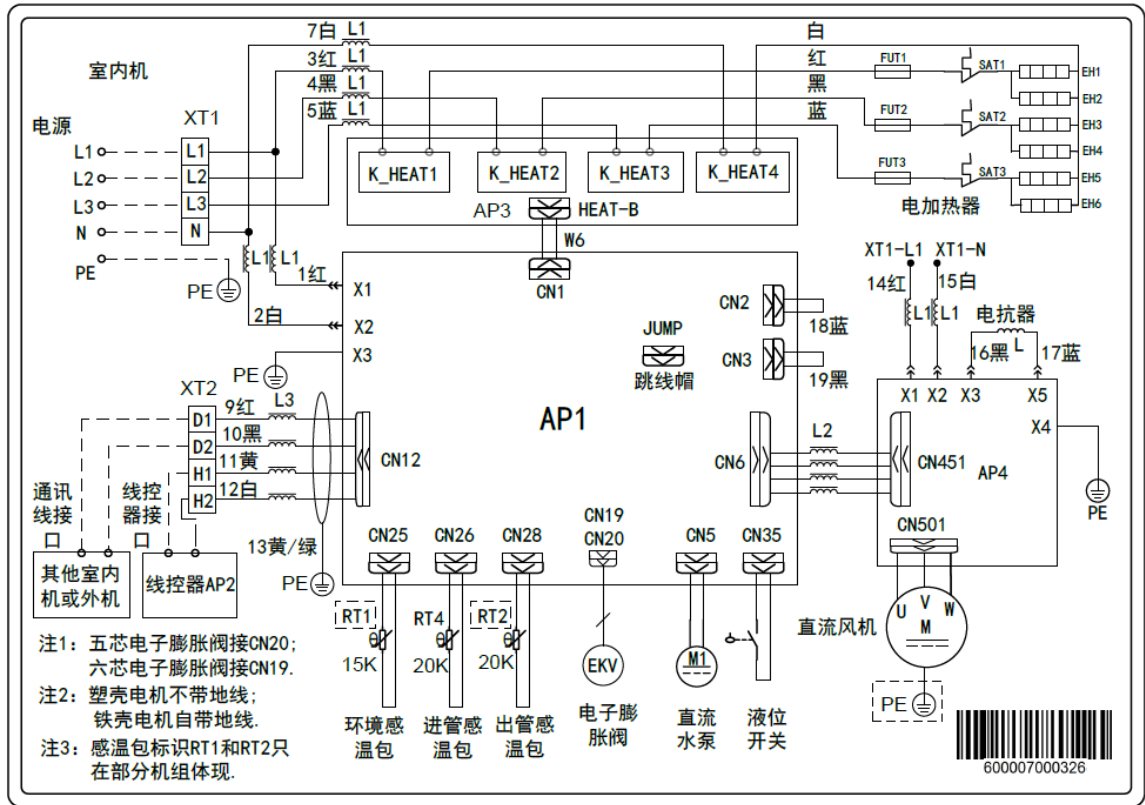 7白 L1
3红 L1
4黑 L1
5蓝 L1
白
红
黑
蓝
FUT1
SAT1
EH1
EH2
FUT2
SAT2
EH3
EH4
FUT3
SAT3
EH5
EH6
电加热器
室内机
电源
XT1
L1
L1
L2
L2
L3
L3
N
N
PE
PE
L1
L1
1红
2白
K_HEAT1
K_HEAT2
K_HEAT3
K_HEAT4
AP3
HEAT-B
W6
CN1
X1
X2
X3
PE
CN2
18蓝
JUMP
跳线帽
CN3
19黑
AP1
XT1-L1
XT1-N
14红
15白
L1
L1
电抗器
16黑
L
17蓝
X1
X2
X3
X5
X4
XT2
D1
9红
L3
D2
10黑
H1
11黄
H2
12白
CN12
CN6
L2
CN451
AP4
PE
通讯
线接
口
线控
器接
口
13黄/绿
PE
其他室内
机或外机
线控器AP2
CN25
CN26
CN28
CN19
CN20
CN5
CN35
CN501
RT1
θ
15K
RT4
θ
20K
RT2
θ
20K
EKV
M1
U
V
W
M
直流风机
PE
环境感
温包
进管感
温包
出管感
温包
电子膨
胀阀
直流
水泵
液位
开关
注1: 五芯电子膨胀阀接CN20;
六芯电子膨胀阀接CN19.
注2: 塑壳电机不带地线;
铁壳电机自带地线.
注3: 感温包标识RT1和RT2只
在部分机组体现.
600007000326